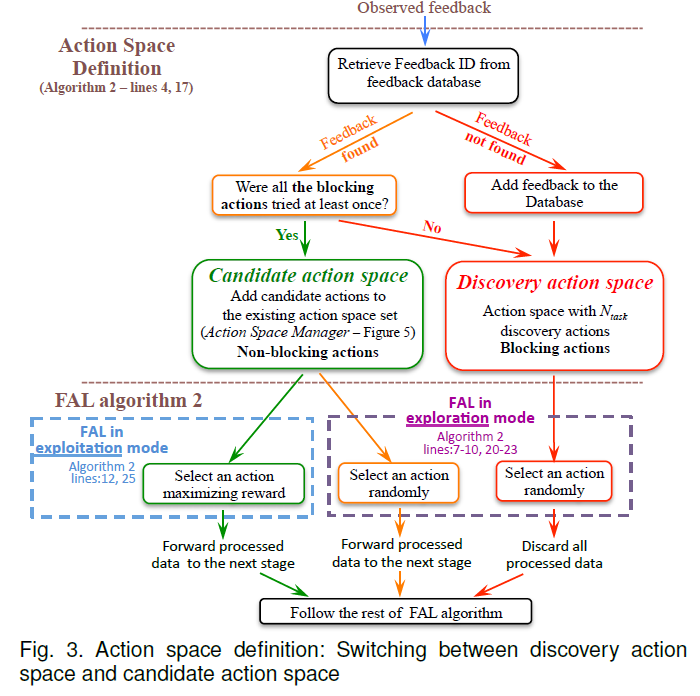 Observed feedback
Action Space
Definition
(Algorithm 2 – lines 4, 17)
Retrieve Feedback ID from
feedback database
Feedback
found
Feedback
not found
Were all the blocking
actions tried at least once?
Add feedback to the
Database
Yes
No
Candidate action space
Add candidate actions to
the existing action space set
(Action Space Manager – Figure 5)
Non-blocking actions
Discovery action space
Action space with Ntask
discovery actions
Blocking actions
FAL algorithm 2
FAL in
exploitation mode
Algorithm 2
lines:12, 25
Select an action
maximizing reward
FAL in
exploration mode
Algorithm 2
lines:7-10, 20-23
Select an action
randomly
Select an action
randomly
Forward processed
data to the next stage
Forward processed
data to the next stage
Discard all
processed data
Follow the rest of FAL algorithm
Fig. 3. Action space definition: Switching between discovery action
space and candidate action space